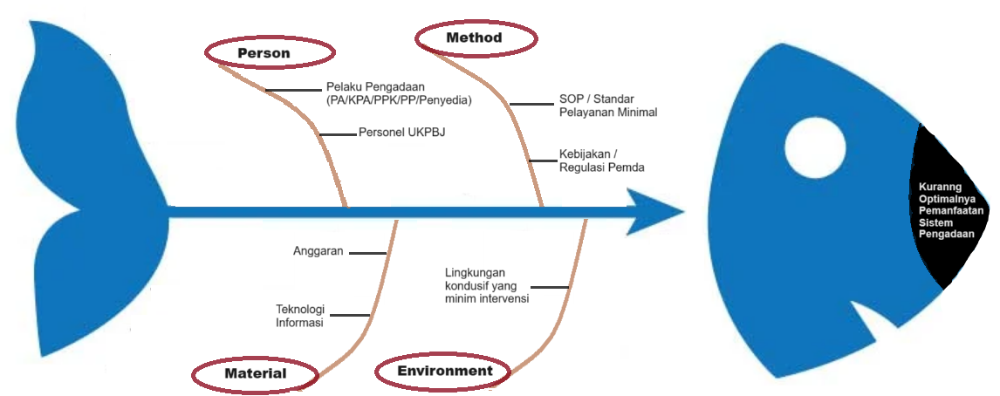 Person
Pelaku Pengadaan
(PA/KPA/PPK/PP/Penyedia)
Personel UKPBJ
Method
SOP / Standar
Pelayanan Minimal
Kebijakan /
Regulasi Pemda
Anggaran
Teknologi
Informasi
Material
Lingkungan
kondusif yang
minim intervensi
Environment
Kuranng
Optimalnya
Pemanfaatan
Sistem
Pengadaan